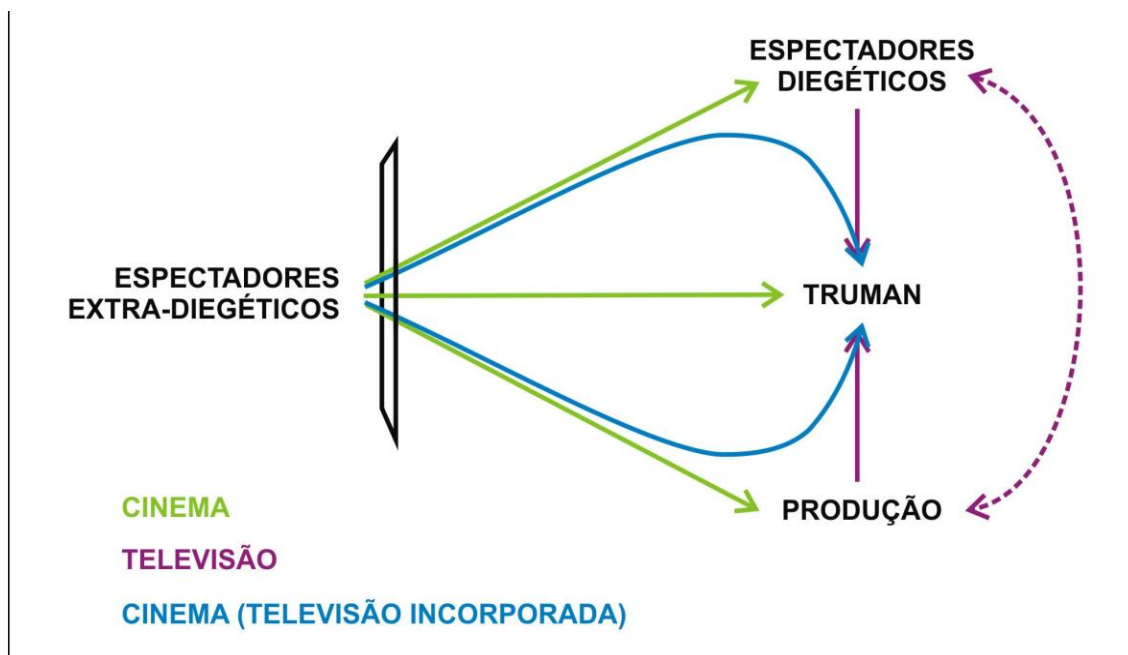 ESPECTADORES
DIEGÉTICOS
ESPECTADORES
EXTRA-DIEGÉTICOS
TRUMAN
PRODUÇÃO
CINEMA
TELEVISÃO
CINEMA (TELEVISÃO INCORPORADA)